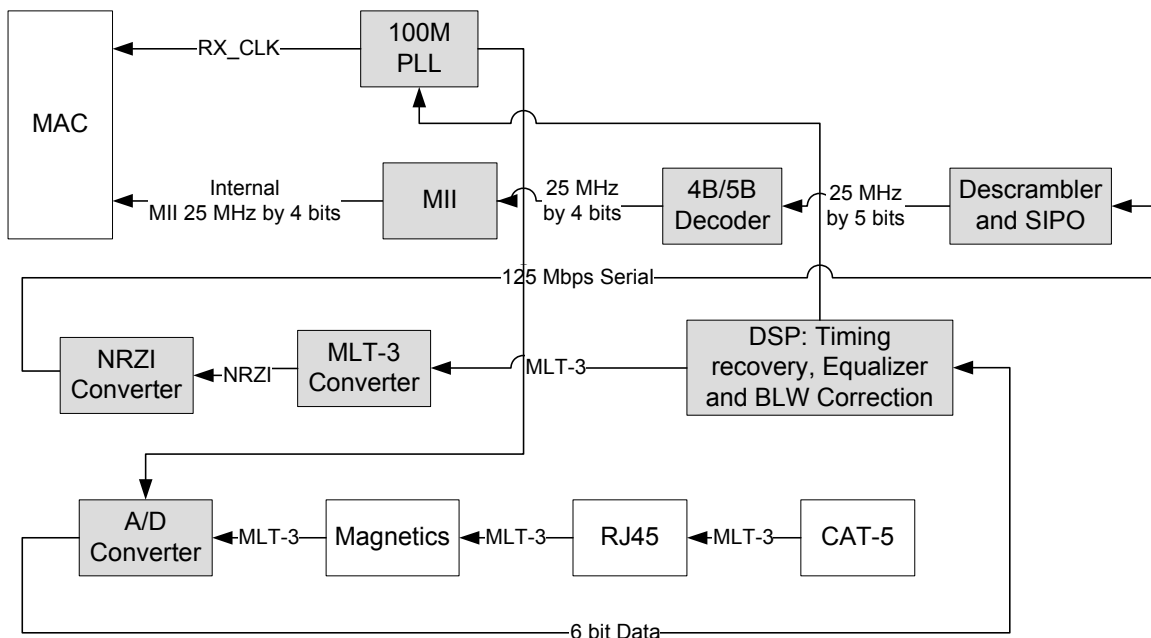 MAC
RX_CLK
100M
PLL
Internal
MII 25 MHz by 4 bits
MII
25 MHz
by 4 bits
4B/5B
Decoder
25 MHz
by 5 bits
Descrambler
and SIPO
125 Mbps Serial
NRZI
Converter
NRZI
MLT-3
Converter
MLT-3
DSP: Timing
recovery, Equalizer
and BLW Correction
A/D
Converter
MLT-3
Magnetics
MLT-3
RJ45
MLT-3
CAT-5
6 bit Data